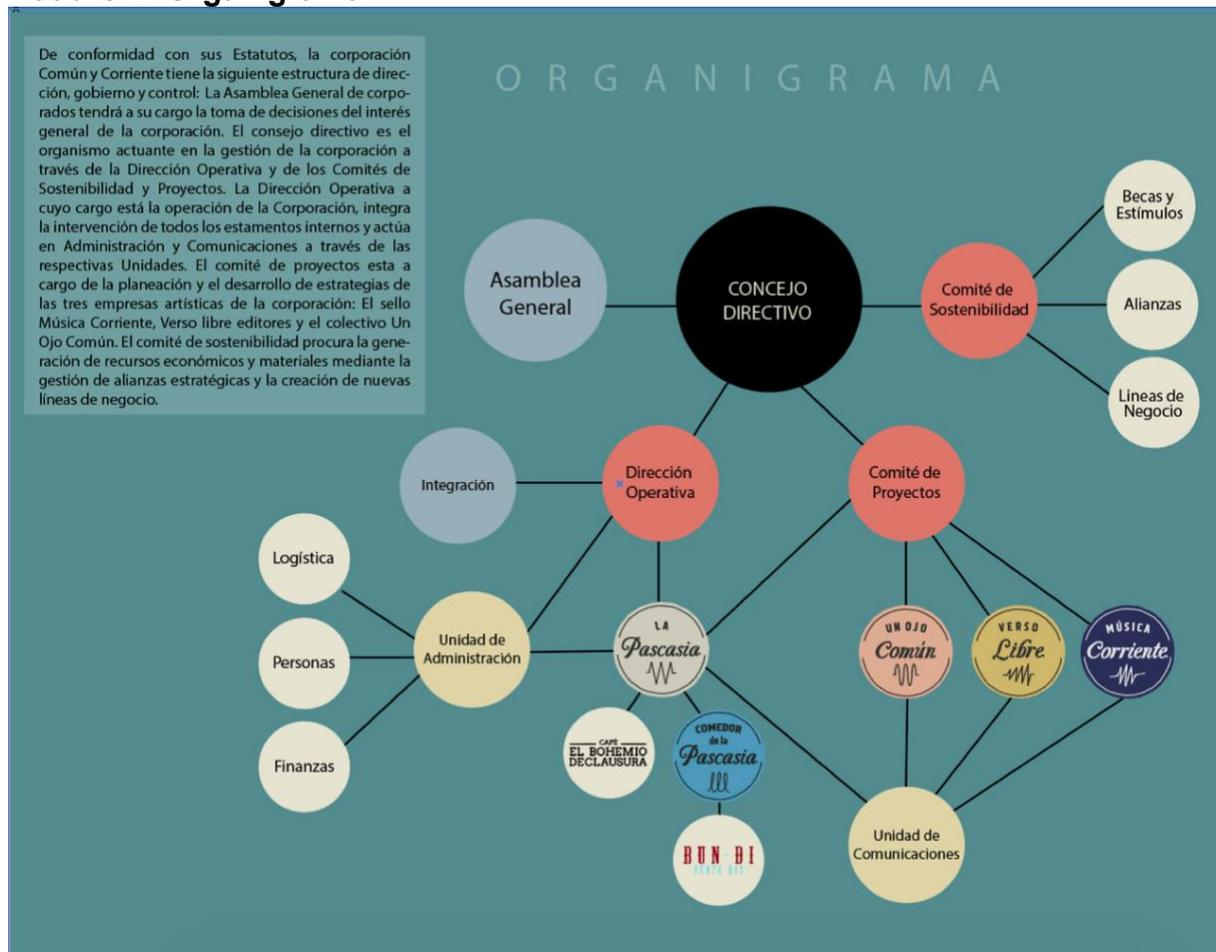 De conformidad con sus Estatutos, la corporación
Común y Corriente tiene la siguiente estructura de direc-
ción, gobierno y control: La Asamblea General de corpo-
rados tendrá a su cargo la toma de decisiones del interés
general de la corporación. El consejo directivo es el
organismo actuante en la gestión de la corporación a
través de la Dirección Operativa y de los Comités de
Sostenibilidad y Proyectos. La Dirección Operativa a
cuyo cargo está la operación de la Corporación, integra
la intervención de todos los estamentos internos y actúa
en Administración y Comunicaciones a través de las
respectivas Unidades. El comité de proyectos esta a
cargo de la planeación y el desarrollo de estrategias de
las tres empresas artísticas de la corporación: El sello
Música Corriente, Verso libre editores y el colectivo Un
Ojo Común. El comité de sostenibilidad procura la gene-
ración de recursos económicos y materiales mediante la
gestión de alianzas estratégicas y la creación de nuevas
líneas de negocio.
ORGANIGRAMA
Asamblea
General
CONCEJO
DIRECTIVO
Comité de
Sostenibilidad
Becas y
Estímulos
Alianzas
Lineas de
Negocio
Integración
Dirección
Operativa
Comité de
Proyectos
Logística
Personas
Finanzas
Unidad de
Administración
LA
Pascasia
UN OJO
Común
VERSO
Libre
MÚSICA
Corriente
CAFÉ
EL BOHEMIO
DECLAUSURA
COMEDOR
de la
Pascasia
BUN DI
Unidad de
Comunicaciones